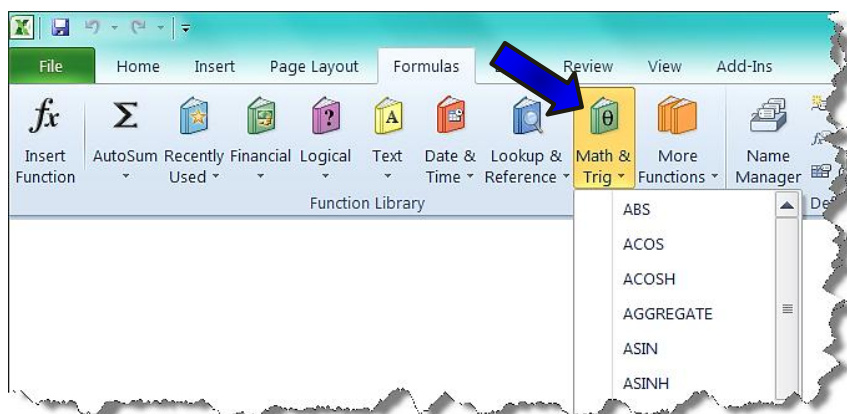 File Home Insert Page Layout Formulas Review View Add-Ins
fx Σ ? A θ
Insert AutoSum Recently Financial Logical Text Date & Lookup & Math & More Name
Function Used Time Reference Trig Functions Manager
Function Library
ABS
ACOS
ACOSH
AGGREGATE
ASIN
ASINH